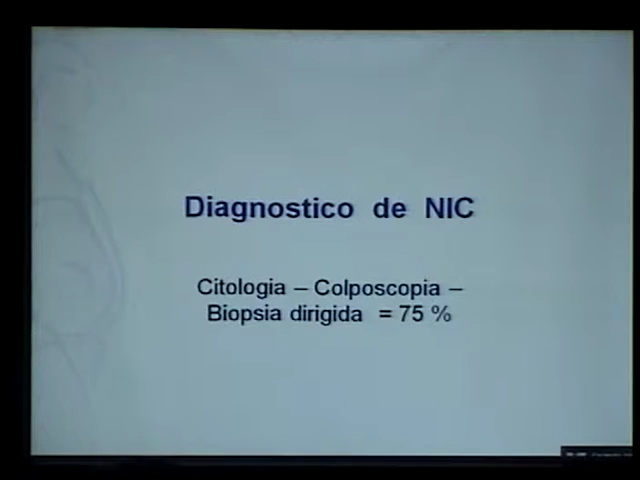 Diagnostico de NIC
Citologia – Colposcopia –
Biopsia dirigida = 75 %